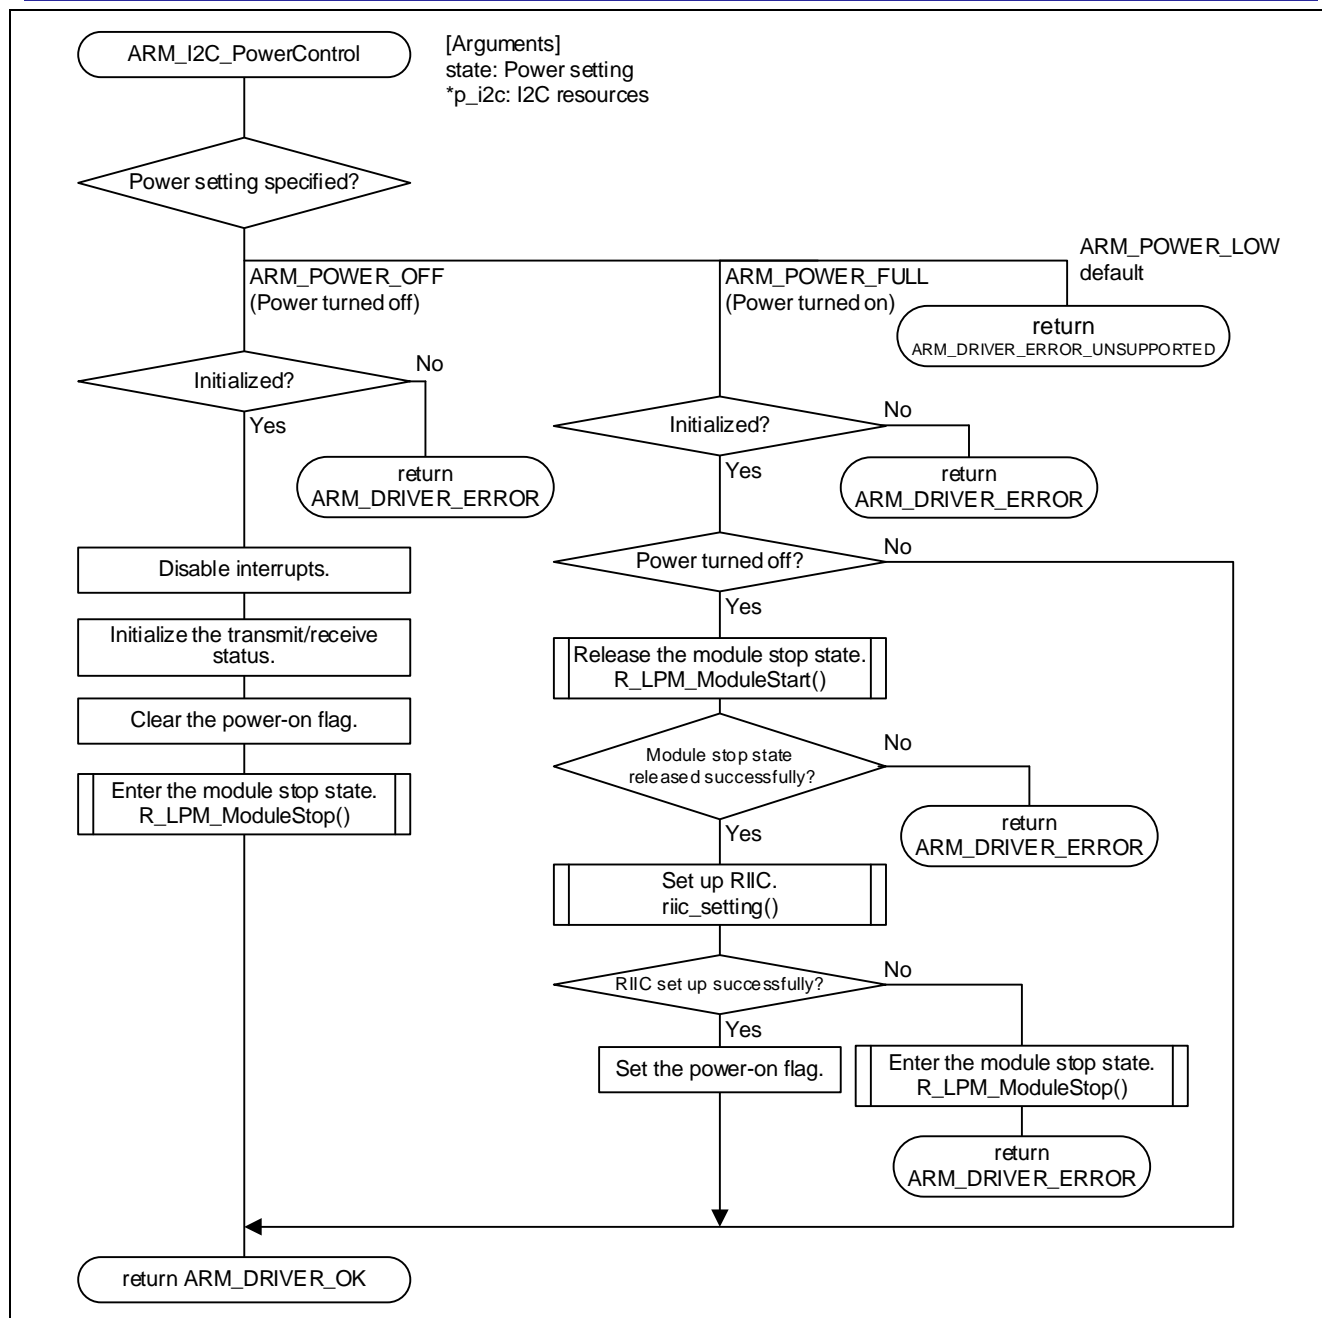 ARM_I2C_PowerControl
[Arguments]
state: Power setting
*p_i2c: I2C resources
Power setting specified?
ARM_POWER_OFF
(Power turned off)
ARM_POWER_FULL
(Power turned on)
ARM_POWER_LOW
default
return
ARM_DRIVER_ERROR_UNSUPPORTED
Initialized?
No
Yes
return
ARM_DRIVER_ERROR
Initialized?
No
Yes
return
ARM_DRIVER_ERROR
Disable interrupts.
Initialize the transmit/receive
status.
Clear the power-on flag.
Enter the module stop state.
R_LPM_ModuleStop()
Power turned off?
No
Yes
Release the module stop state.
R_LPM_ModuleStart()
Module stop state
released successfully?
No
Yes
return
ARM_DRIVER_ERROR
Set up RIIC.
riic_setting()
RIIC set up successfully?
No
Yes
Set the power-on flag.
Enter the module stop state.
R_LPM_ModuleStop()
return
ARM_DRIVER_ERROR
return ARM_DRIVER_OK